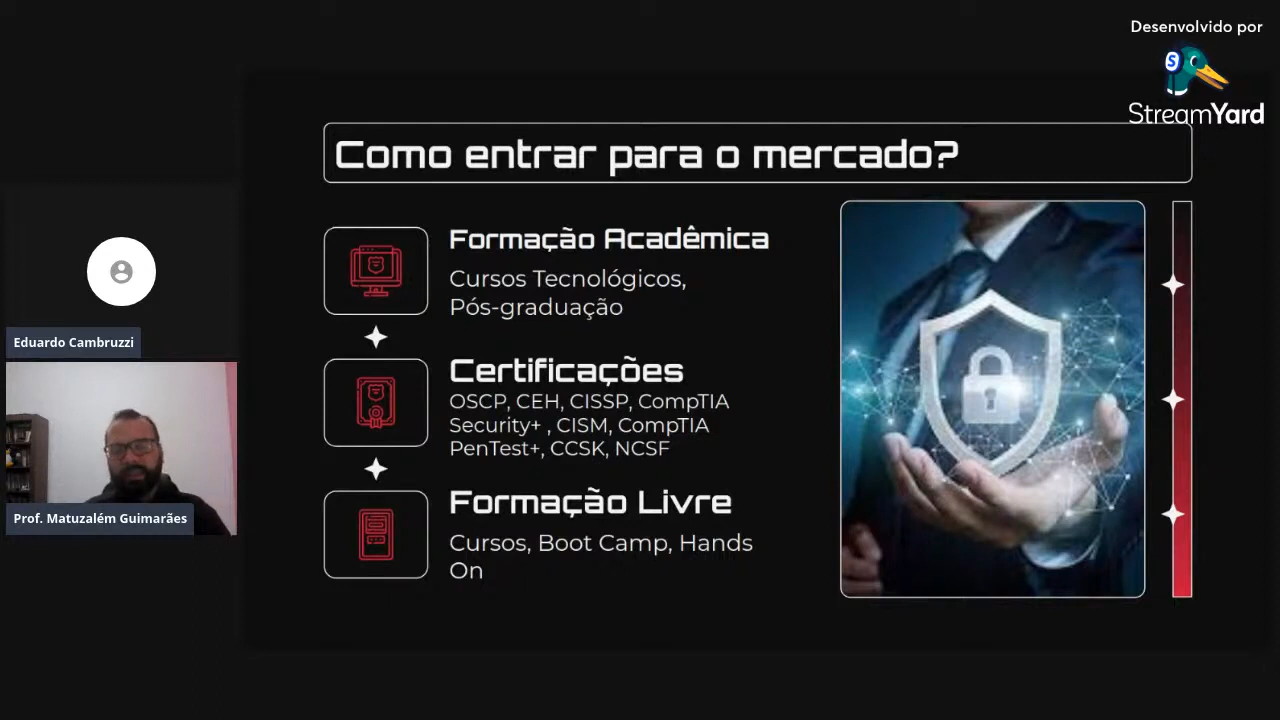 Desenvolvido por
S
StreamYard
Como entrar para o mercado?
Formação Acadêmica
Cursos Tecnológicos,
Pós-graduação
Certificações
OSCP, CEH, CISSP, CompTIA
Security+ , CISM, CompTIA
PenTest+, CCSK, NCSF
Formação Livre
Cursos, Boot Camp, Hands
On
Eduardo Cambruzzi
Prof. Matuzalém Guimarães